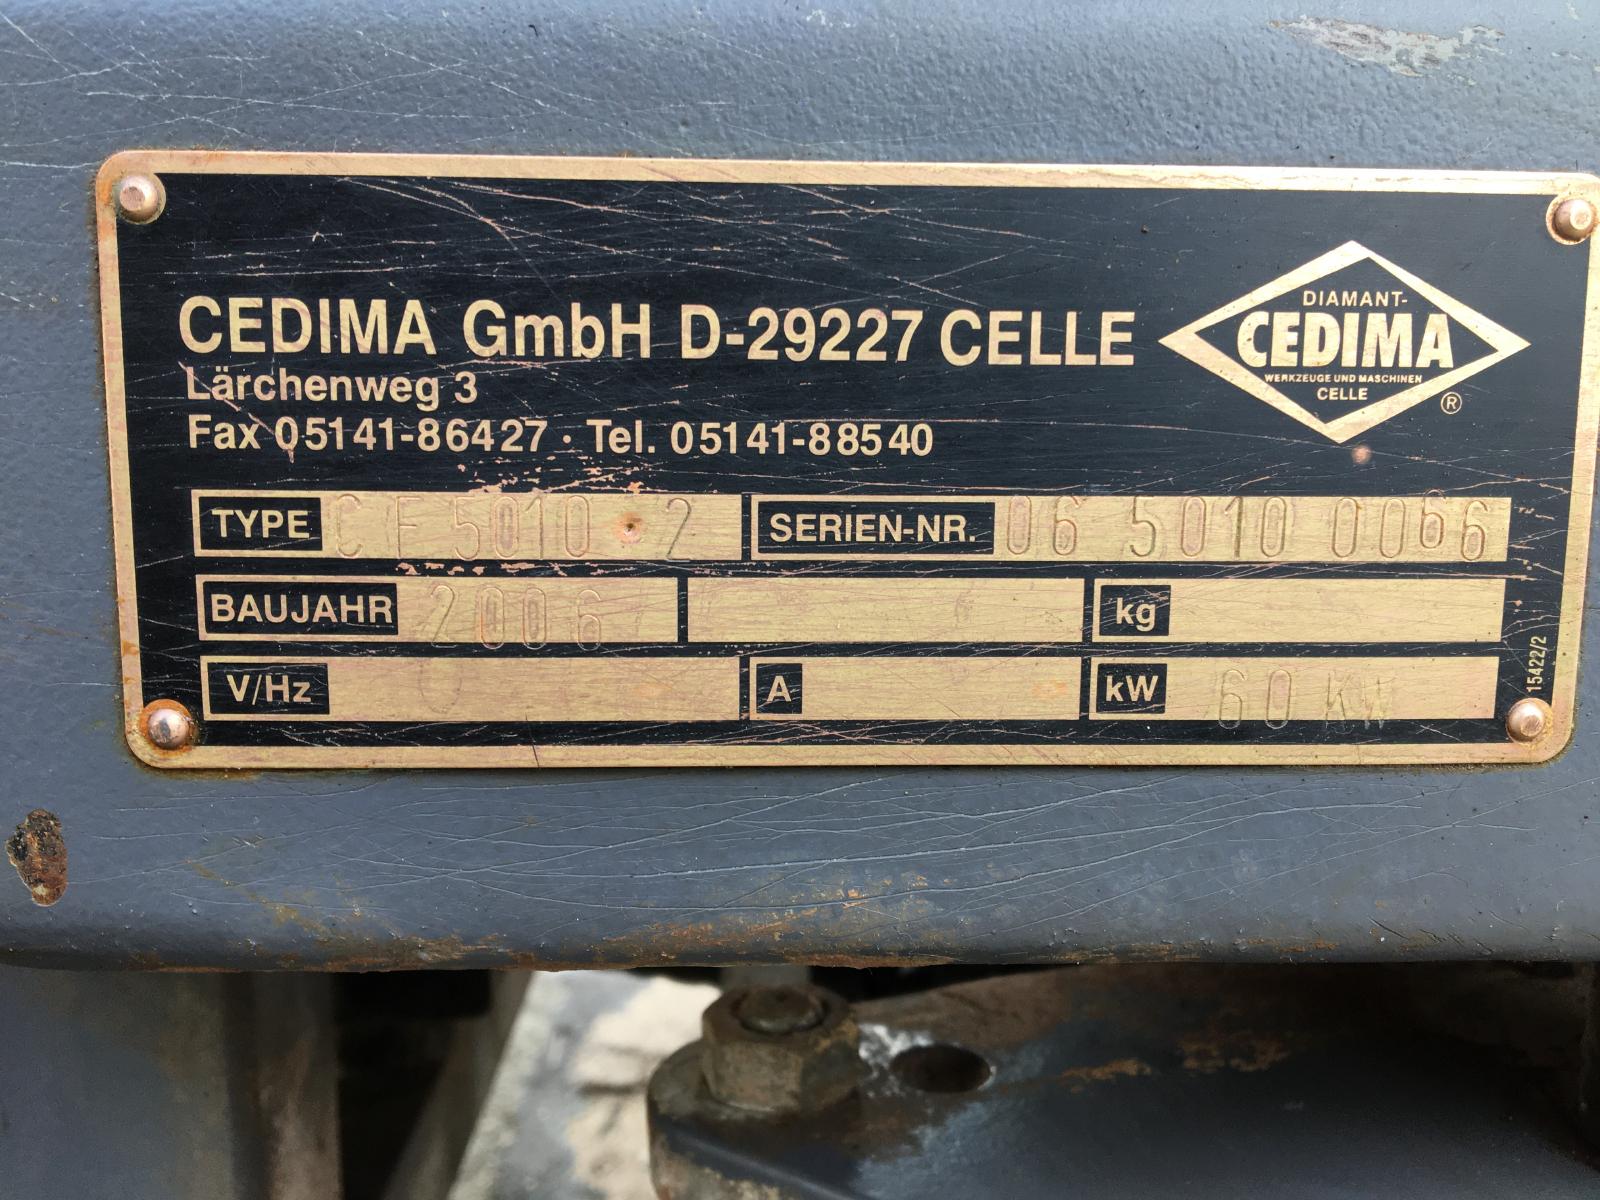 CEDIMA GmbH D-29227 CELLE
Lärchenweg 3
Fax 05141-86427 · Tel. 05141-88540
DIAMANT-
CEDIMA
WERKZEUGE UND MASCHINEN
CELLE
®
TYPE CF 5010 . 2 SERIEN-NR. 06 5010 0066
BAUJAHR 2006 kg
V/Hz A kW 60 KW
15422/2